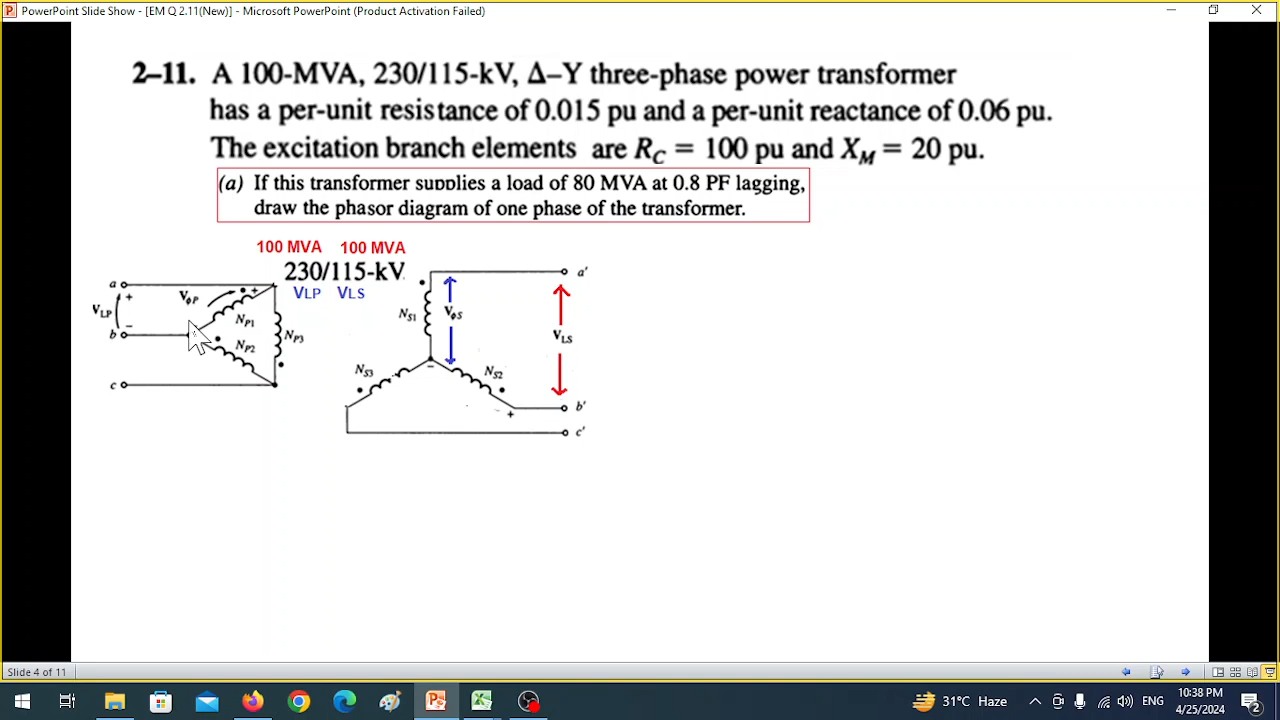 PowerPoint Slide Show - [EM Q 2.11(New)] - Microsoft PowerPoint (Product Activation Failed)
2–11. A 100-MVA, 230/115-kV, Δ–Y three-phase power transformer
has a per-unit resistance of 0.015 pu and a per-unit reactance of 0.06 pu.
The excitation branch elements are RC = 100 pu and XM = 20 pu.
(a) If this transformer supplies a load of 80 MVA at 0.8 PF lagging,
draw the phasor diagram of one phase of the transformer.
100 MVA 100 MVA
230/115-kV
VLP VLS
a
+
VLP
–
b
c
VϕP
+
NP1
NP2
NP3
a'
NS1
VϕS
VLS
NS3
–
NS2
+
b'
c'
Slide 4 of 11
31°C Haze
ENG
10:38 PM
4/25/2024
2